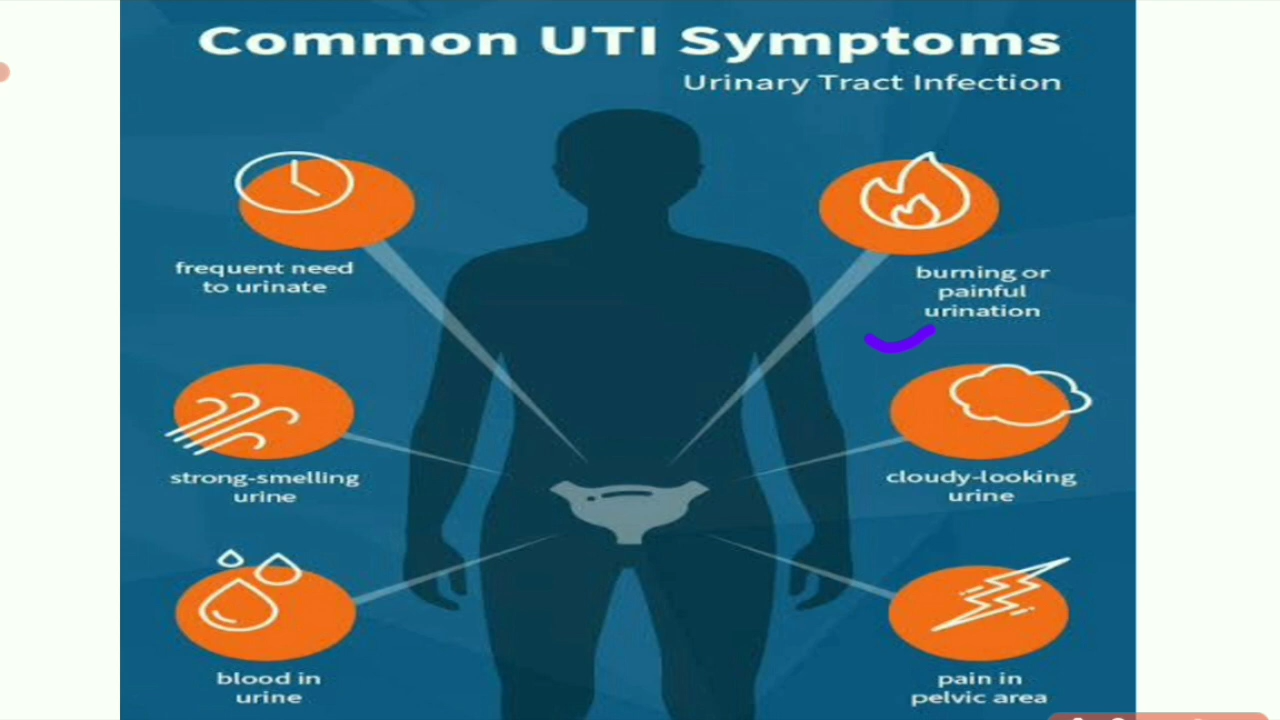 Common UTI Symptoms
Urinary Tract Infection
frequent need
to urinate
burning or
painful
urination
strong-smelling
urine
cloudy-looking
urine
blood in
urine
pain in
pelvic area